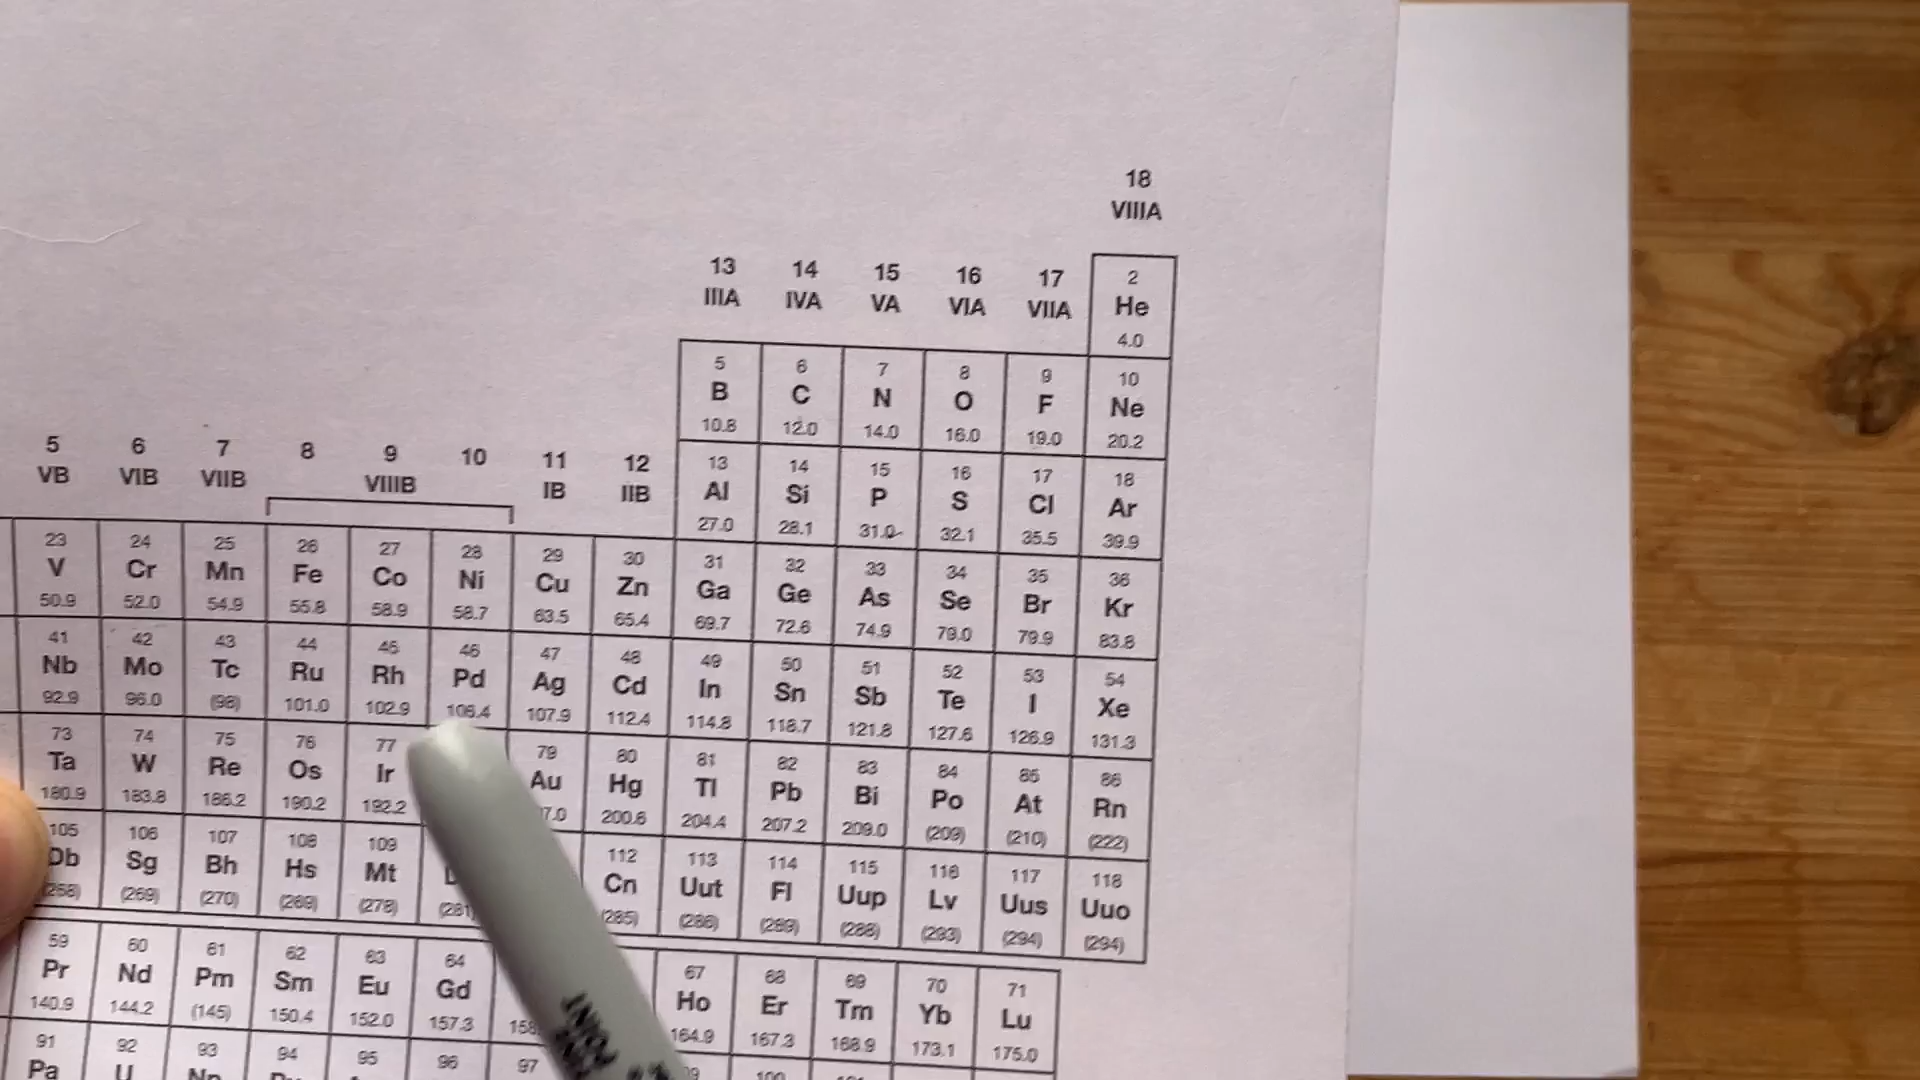 18
VIIIA
13 14 15 16 17
IIIA IVA VA VIA VIIA
2
He
4.0
5 6 7 8 9 10
B C N O F Ne
10.8 12.0 14.0 16.0 19.0 20.2
5 6 7 8 9 10 11 12
VB VIB VIIB VIIIB IB IIB
13 14 15 16 17 18
Al Si P S Cl Ar
27.0 28.1 31.0 32.1 35.5 39.9
23 24 25 26 27 28 29 30 31 32 33 34 35 36
V Cr Mn Fe Co Ni Cu Zn Ga Ge As Se Br Kr
50.9 52.0 54.9 55.8 58.9 58.7 63.5 65.4 69.7 72.6 74.9 79.0 79.9 83.8
41 42 43 44 45 46 47 48 49 50 51 52 53 54
Nb Mo Tc Ru Rh Pd Ag Cd In Sn Sb Te I Xe
92.9 96.0 (98) 101.0 102.9 106.4 107.9 112.4 114.8 118.7 121.8 127.6 126.9 131.3
73 74 75 76 77 79 80 81 82 83 84 85 86
Ta W Re Os Ir Au Hg Tl Pb Bi Po At Rn
180.9 183.8 186.2 190.2 192.2 7.0 200.6 204.4 207.2 209.0 (209) (210) (222)
105 106 107 108 109 112 113 114 115 116 117 118
Db Sg Bh Hs Mt Cn Uut Fl Uup Lv Uus Uuo
(269) (270) (269) (278) (281) (285) (286) (289) (288) (293) (294) (294)
59 60 61 62 63 64 67 68 69 70 71
Pr Nd Pm Sm Eu Gd Ho Er Tm Yb Lu
140.9 144.2 (145) 150.4 152.0 157.3 164.9 167.3 168.9 173.1 175.0
91 92 93 94 95 96 97
Pa U Np
POINT